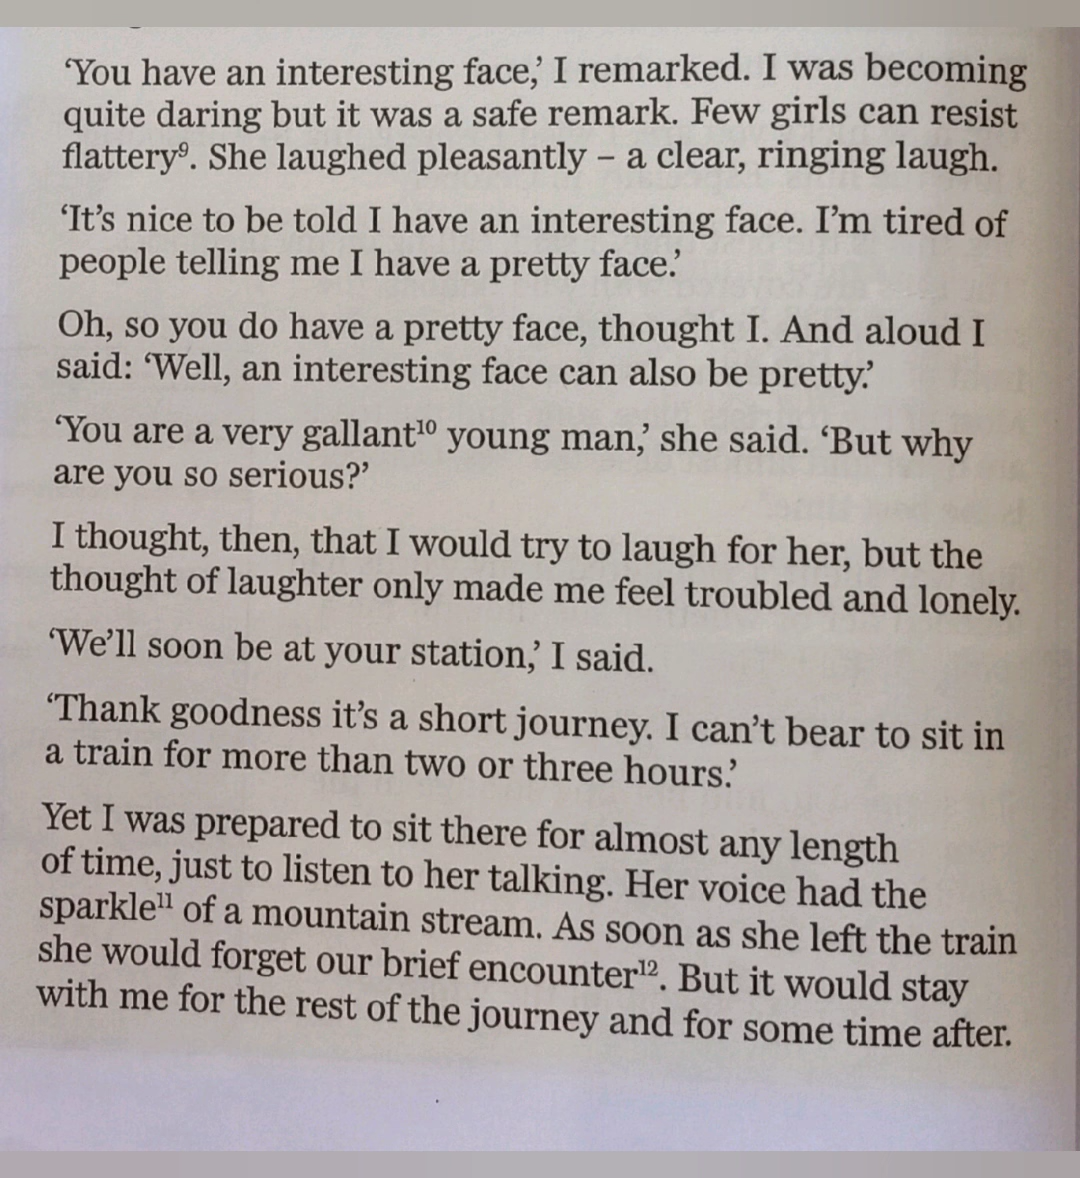 ‘You have an interesting face,’ I remarked. I was becoming
quite daring but it was a safe remark. Few girls can resist
flattery⁹. She laughed pleasantly – a clear, ringing laugh.
‘It’s nice to be told I have an interesting face. I’m tired of
people telling me I have a pretty face.’
Oh, so you do have a pretty face, thought I. And aloud I
said: ‘Well, an interesting face can also be pretty.’
‘You are a very gallant¹⁰ young man,’ she said. ‘But why
are you so serious?’
I thought, then, that I would try to laugh for her, but the
thought of laughter only made me feel troubled and lonely.
‘We’ll soon be at your station,’ I said.
‘Thank goodness it’s a short journey. I can’t bear to sit in
a train for more than two or three hours.’
Yet I was prepared to sit there for almost any length
of time, just to listen to her talking. Her voice had the
sparkle¹¹ of a mountain stream. As soon as she left the train
she would forget our brief encounter¹². But it would stay
with me for the rest of the journey and for some time after.